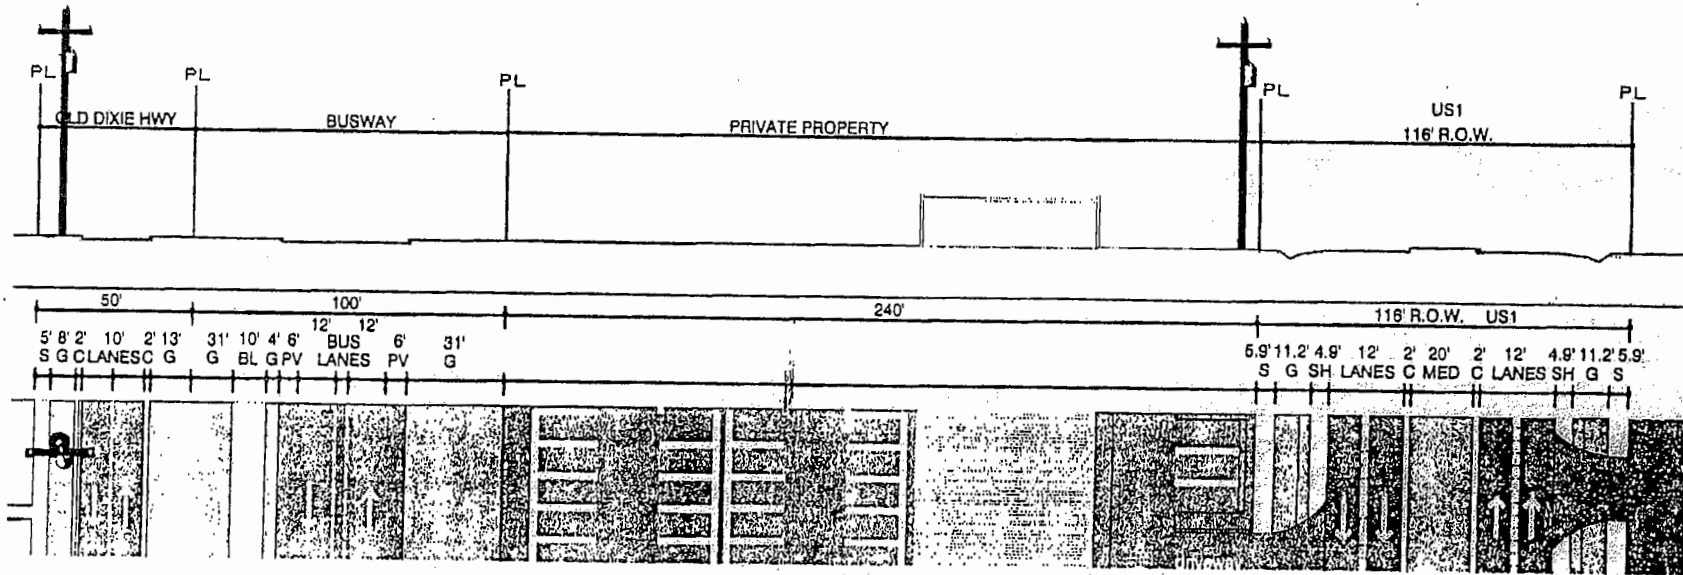 PL PL PL PL PL
OLD DIXIE HWY BUSWAY PRIVATE PROPERTY US1
116' R.O.W.
50' 100' 240' 116' R.O.W. US1
5' 8' 2' 10' 2' 13' 31' 10' 4' 6' 12' BUS 12' 6' 31' 5.9' 11.2' 4.9' 12' 2' 20' 2' 12' 4.9' 11.2' 5.9'
S G C LANES C G G BL G PV LANES PV G S G SH LANES C MED C LANES SH G S